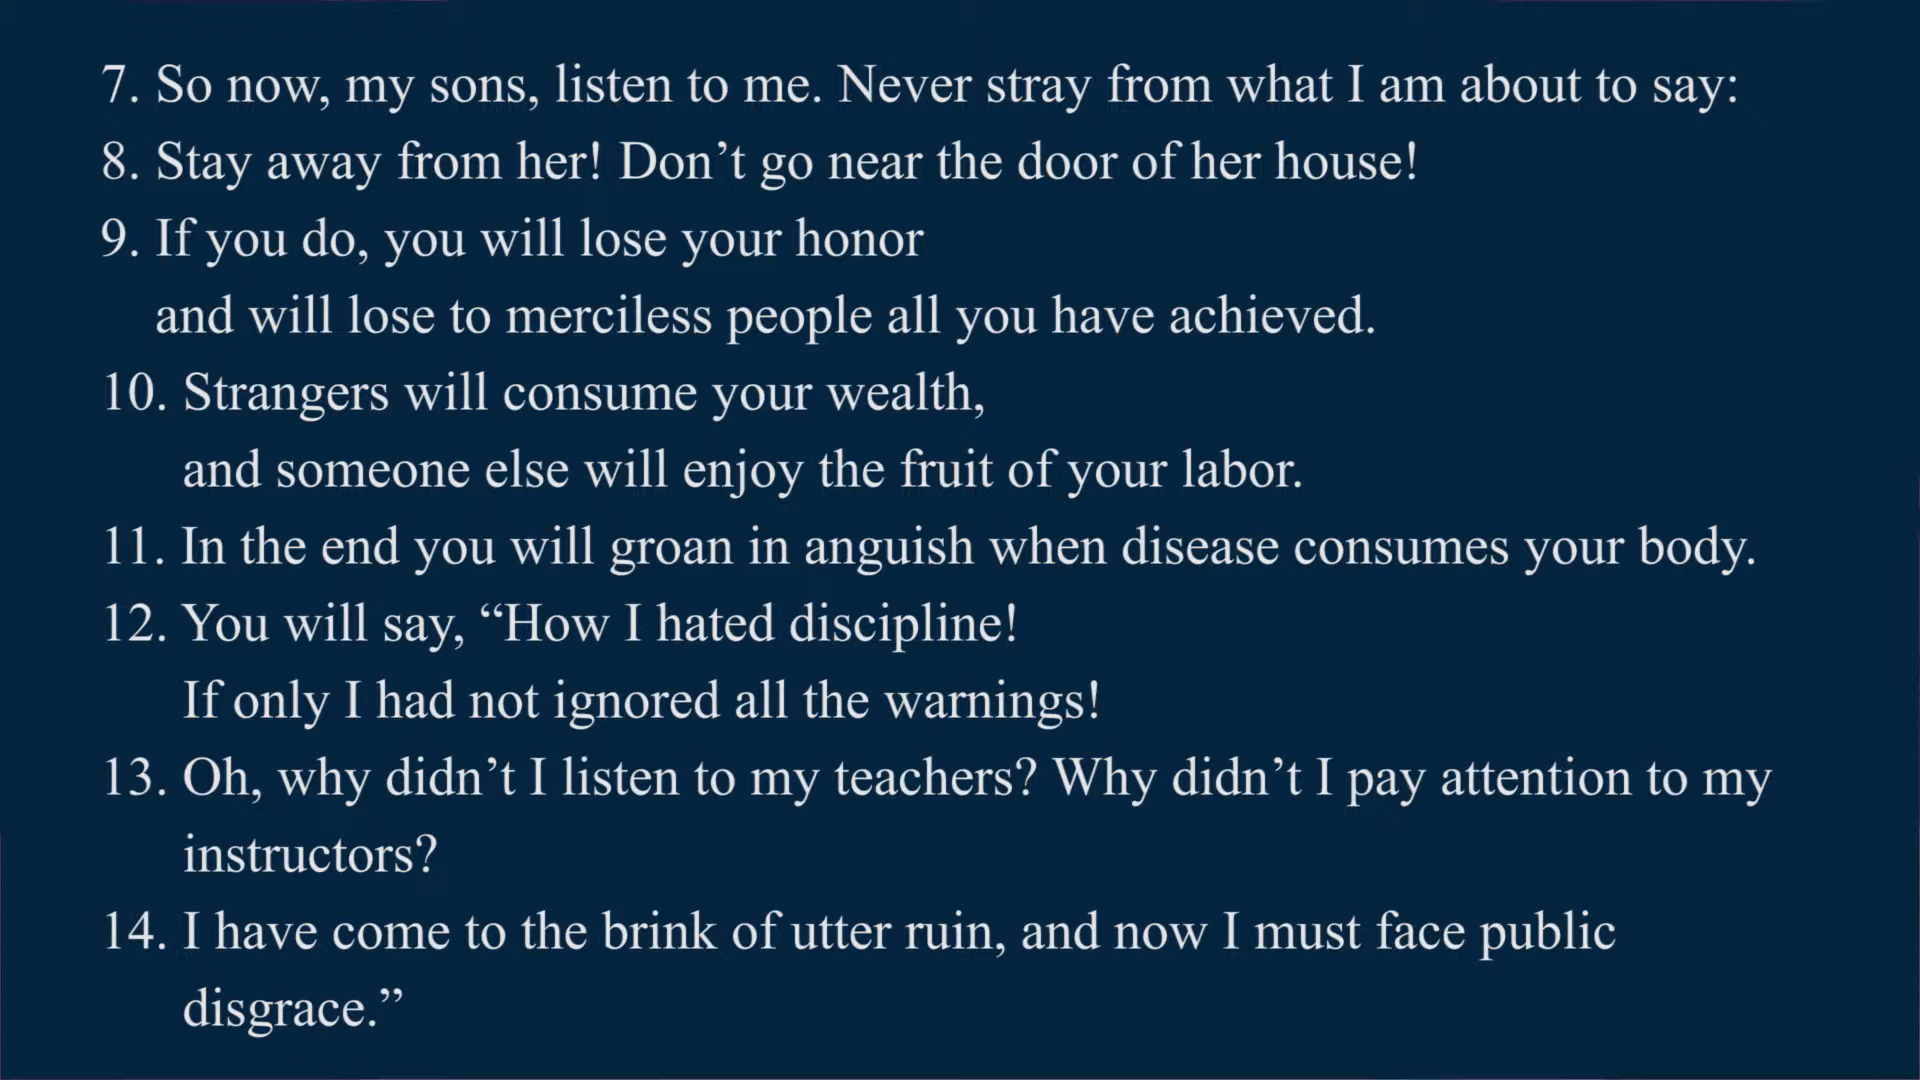 7. So now, my sons, listen to me. Never stray from what I am about to say:
8. Stay away from her! Don’t go near the door of her house!
9. If you do, you will lose your honor
and will lose to merciless people all you have achieved.
10. Strangers will consume your wealth,
and someone else will enjoy the fruit of your labor.
11. In the end you will groan in anguish when disease consumes your body.
12. You will say, “How I hated discipline!
If only I had not ignored all the warnings!
13. Oh, why didn’t I listen to my teachers? Why didn’t I pay attention to my
instructors?
14. I have come to the brink of utter ruin, and now I must face public
disgrace.”